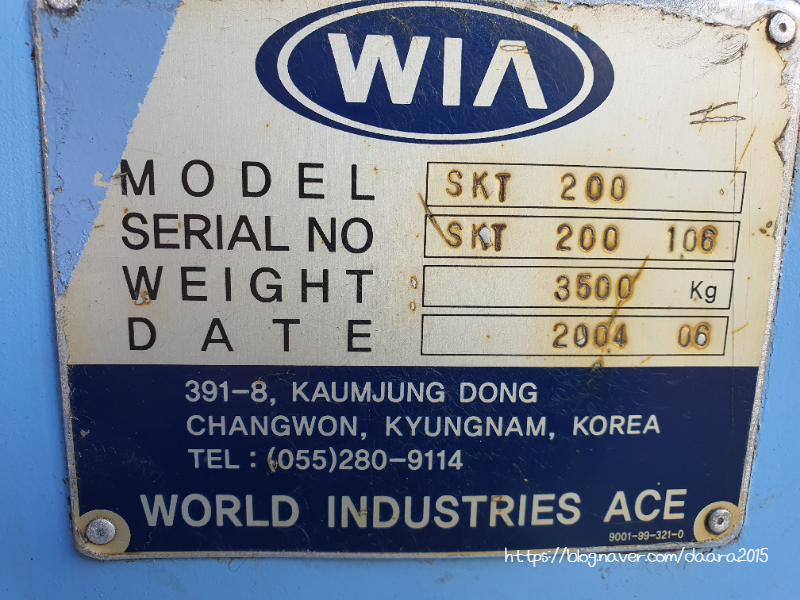 WIA
MODEL SKT 200
SERIAL NO SKT 200 106
WEIGHT 3500 Kg
DATE 2004 06
391-8, KAUMJUNG DONG
CHANGWON, KYUNGNAM, KOREA
TEL : (055)280-9114
WORLD INDUSTRIES ACE
9001-99-321-0
https://blog.naver.com/daara2015